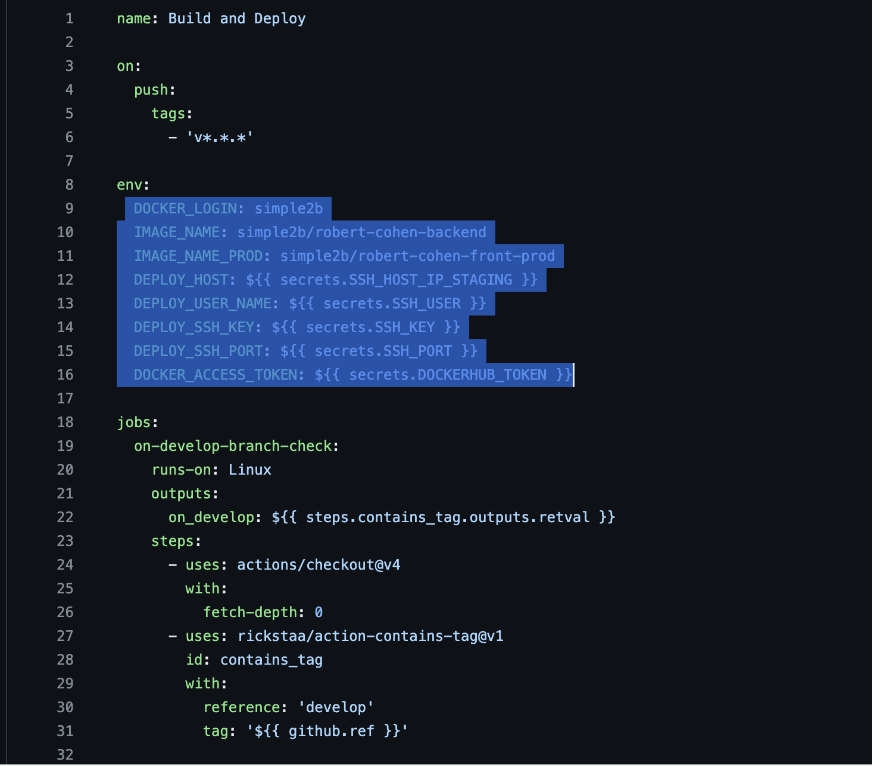 1 name: Build and Deploy
2
3 on:
4 push:
5 tags:
6 - 'v*.*.*'
7
8 env:
9 DOCKER_LOGIN: simple2b
10 IMAGE_NAME: simple2b/robert-cohen-backend
11 IMAGE_NAME_PROD: simple2b/robert-cohen-front-prod
12 DEPLOY_HOST: ${{ secrets.SSH_HOST_IP_STAGING }}
13 DEPLOY_USER_NAME: ${{ secrets.SSH_USER }}
14 DEPLOY_SSH_KEY: ${{ secrets.SSH_KEY }}
15 DEPLOY_SSH_PORT: ${{ secrets.SSH_PORT }}
16 DOCKER_ACCESS_TOKEN: ${{ secrets.DOCKERHUB_TOKEN }}
17
18 jobs:
19 on-develop-branch-check:
20 runs-on: Linux
21 outputs:
22 on_develop: ${{ steps.contains_tag.outputs.retval }}
23 steps:
24 - uses: actions/checkout@v4
25 with:
26 fetch-depth: 0
27 - uses: rickstaa/action-contains-tag@v1
28 id: contains_tag
29 with:
30 reference: 'develop'
31 tag: '${{ github.ref }}'
32